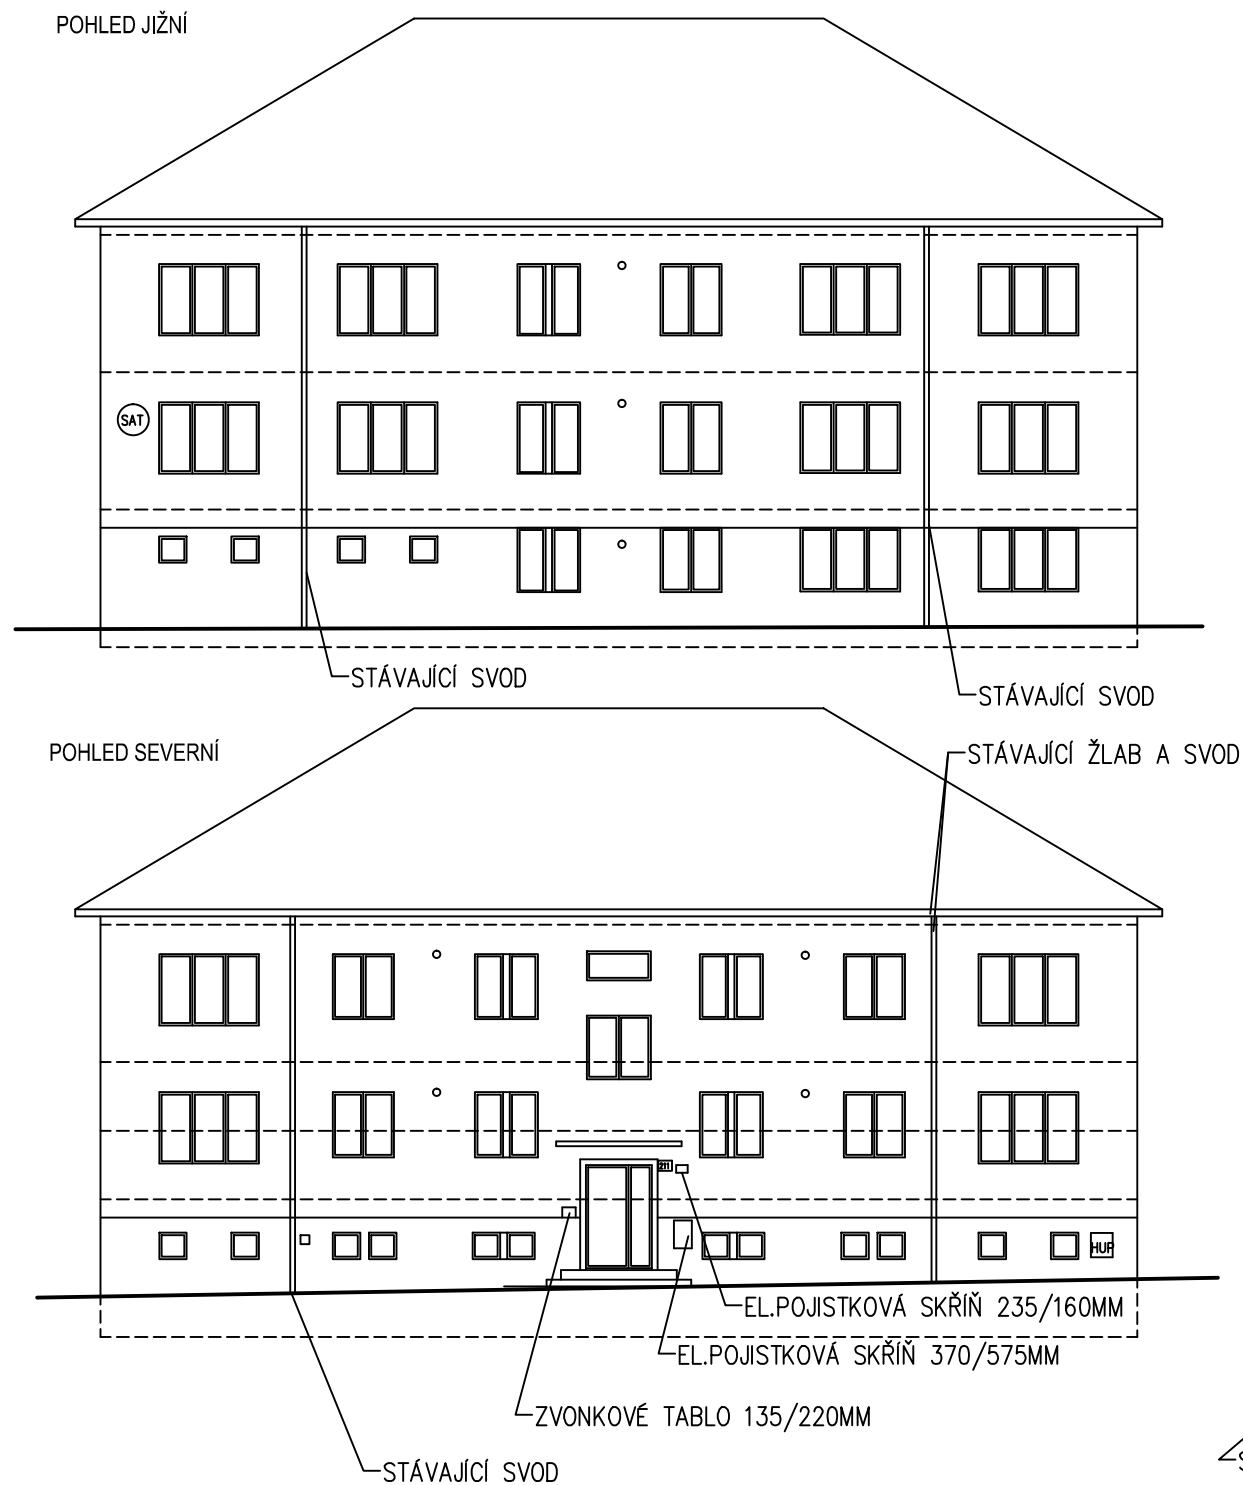 POHLED JIŽNÍ
SAT
STÁVAJÍCÍ SVOD
STÁVAJÍCÍ SVOD
POHLED SEVERNÍ
STÁVAJÍCÍ ŽLAB A SVOD
211
HUP
EL.POJISTKOVÁ SKŘÍŇ 235/160MM
EL.POJISTKOVÁ SKŘÍŇ 370/575MM
ZVONKOVÉ TABLO 135/220MM
STÁVAJÍCÍ SVOD